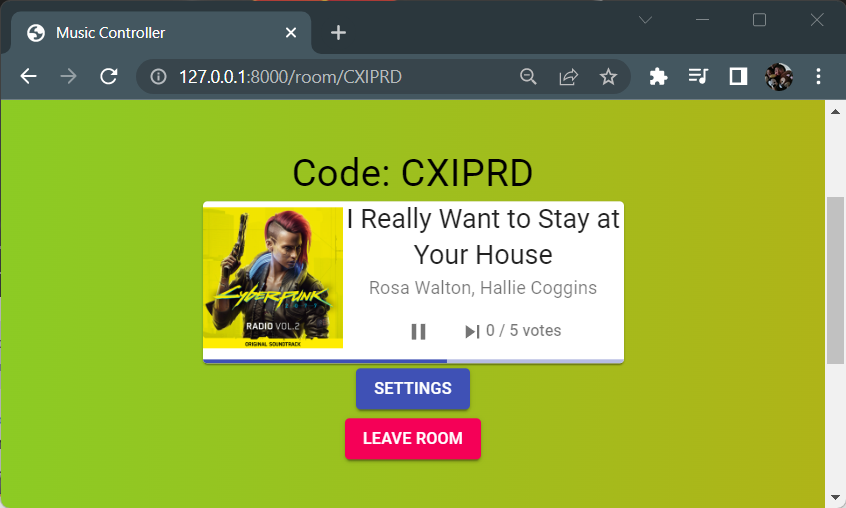 Music Controller
127.0.0.1:8000/room/CXIPRD
Code: CXIPRD
I Really Want to Stay at
Your House
Rosa Walton, Hallie Coggins
0 / 5 votes
Cyberpunk
RADIO VOL.2
ORIGINAL SOUNDTRACK
SETTINGS
LEAVE ROOM